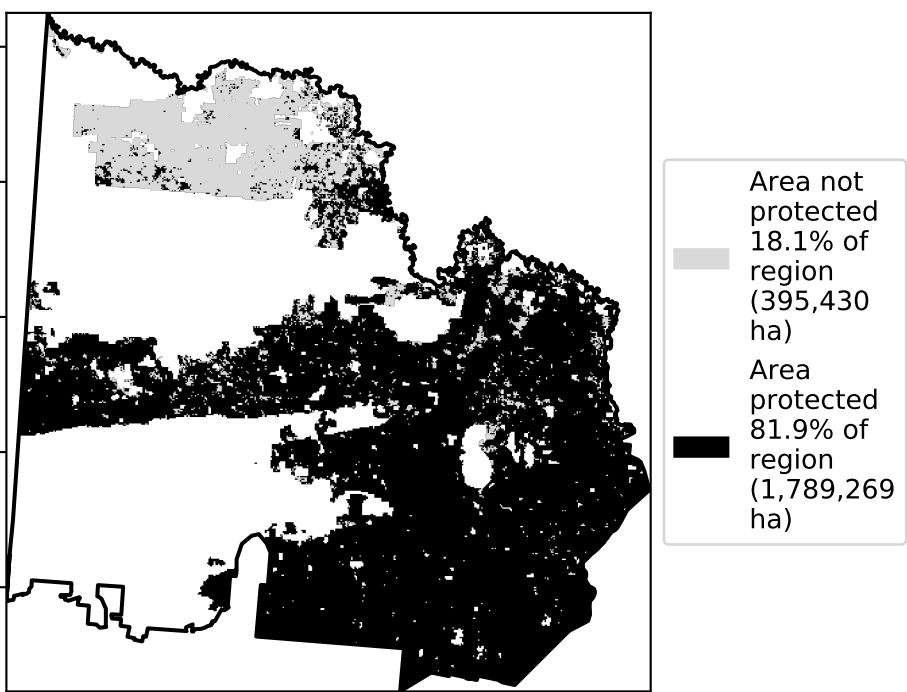 Area not
protected
18.1% of
region
(395,430
ha)
Area
protected
81.9% of
region
(1,789,269
ha)